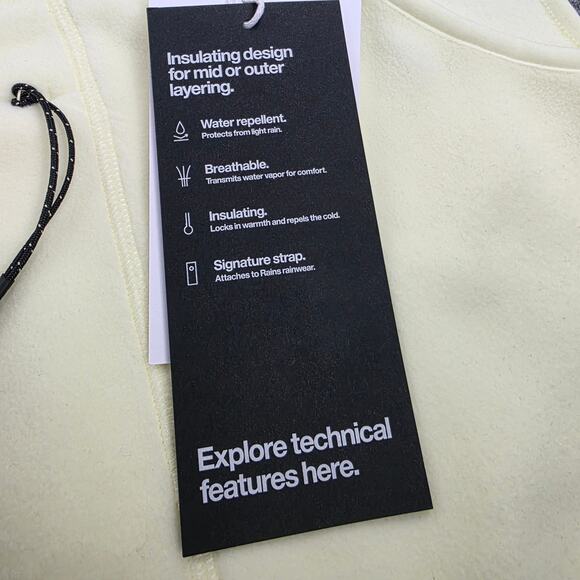 Insulating design
for mid or outer
layering.
Water repellent.
Protects from light rain.
Breathable.
Transmits water vapor for comfort.
Insulating.
Locks in warmth and repels the cold.
Signature strap.
Attaches to Rains rainwear.
Explore technical
features here.